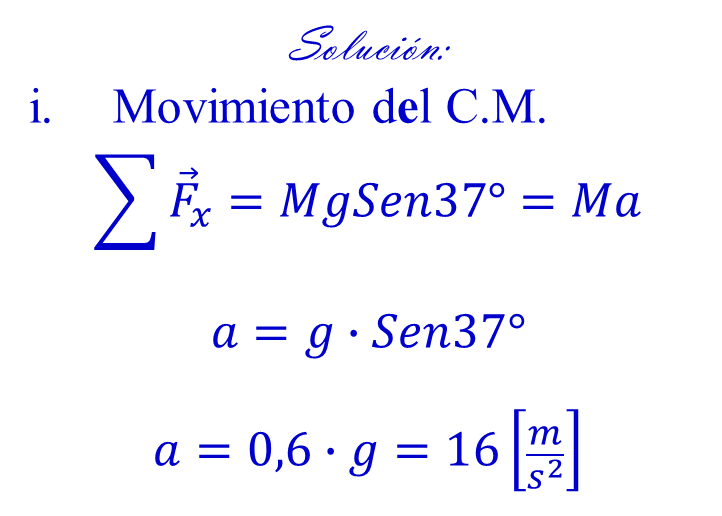 Solución:
i. Movimiento del C.M.
∑ F⃗ₓ = MgSen37° = Ma
a = g · Sen37°
a = 0,6 · g = 16 [m/s²]